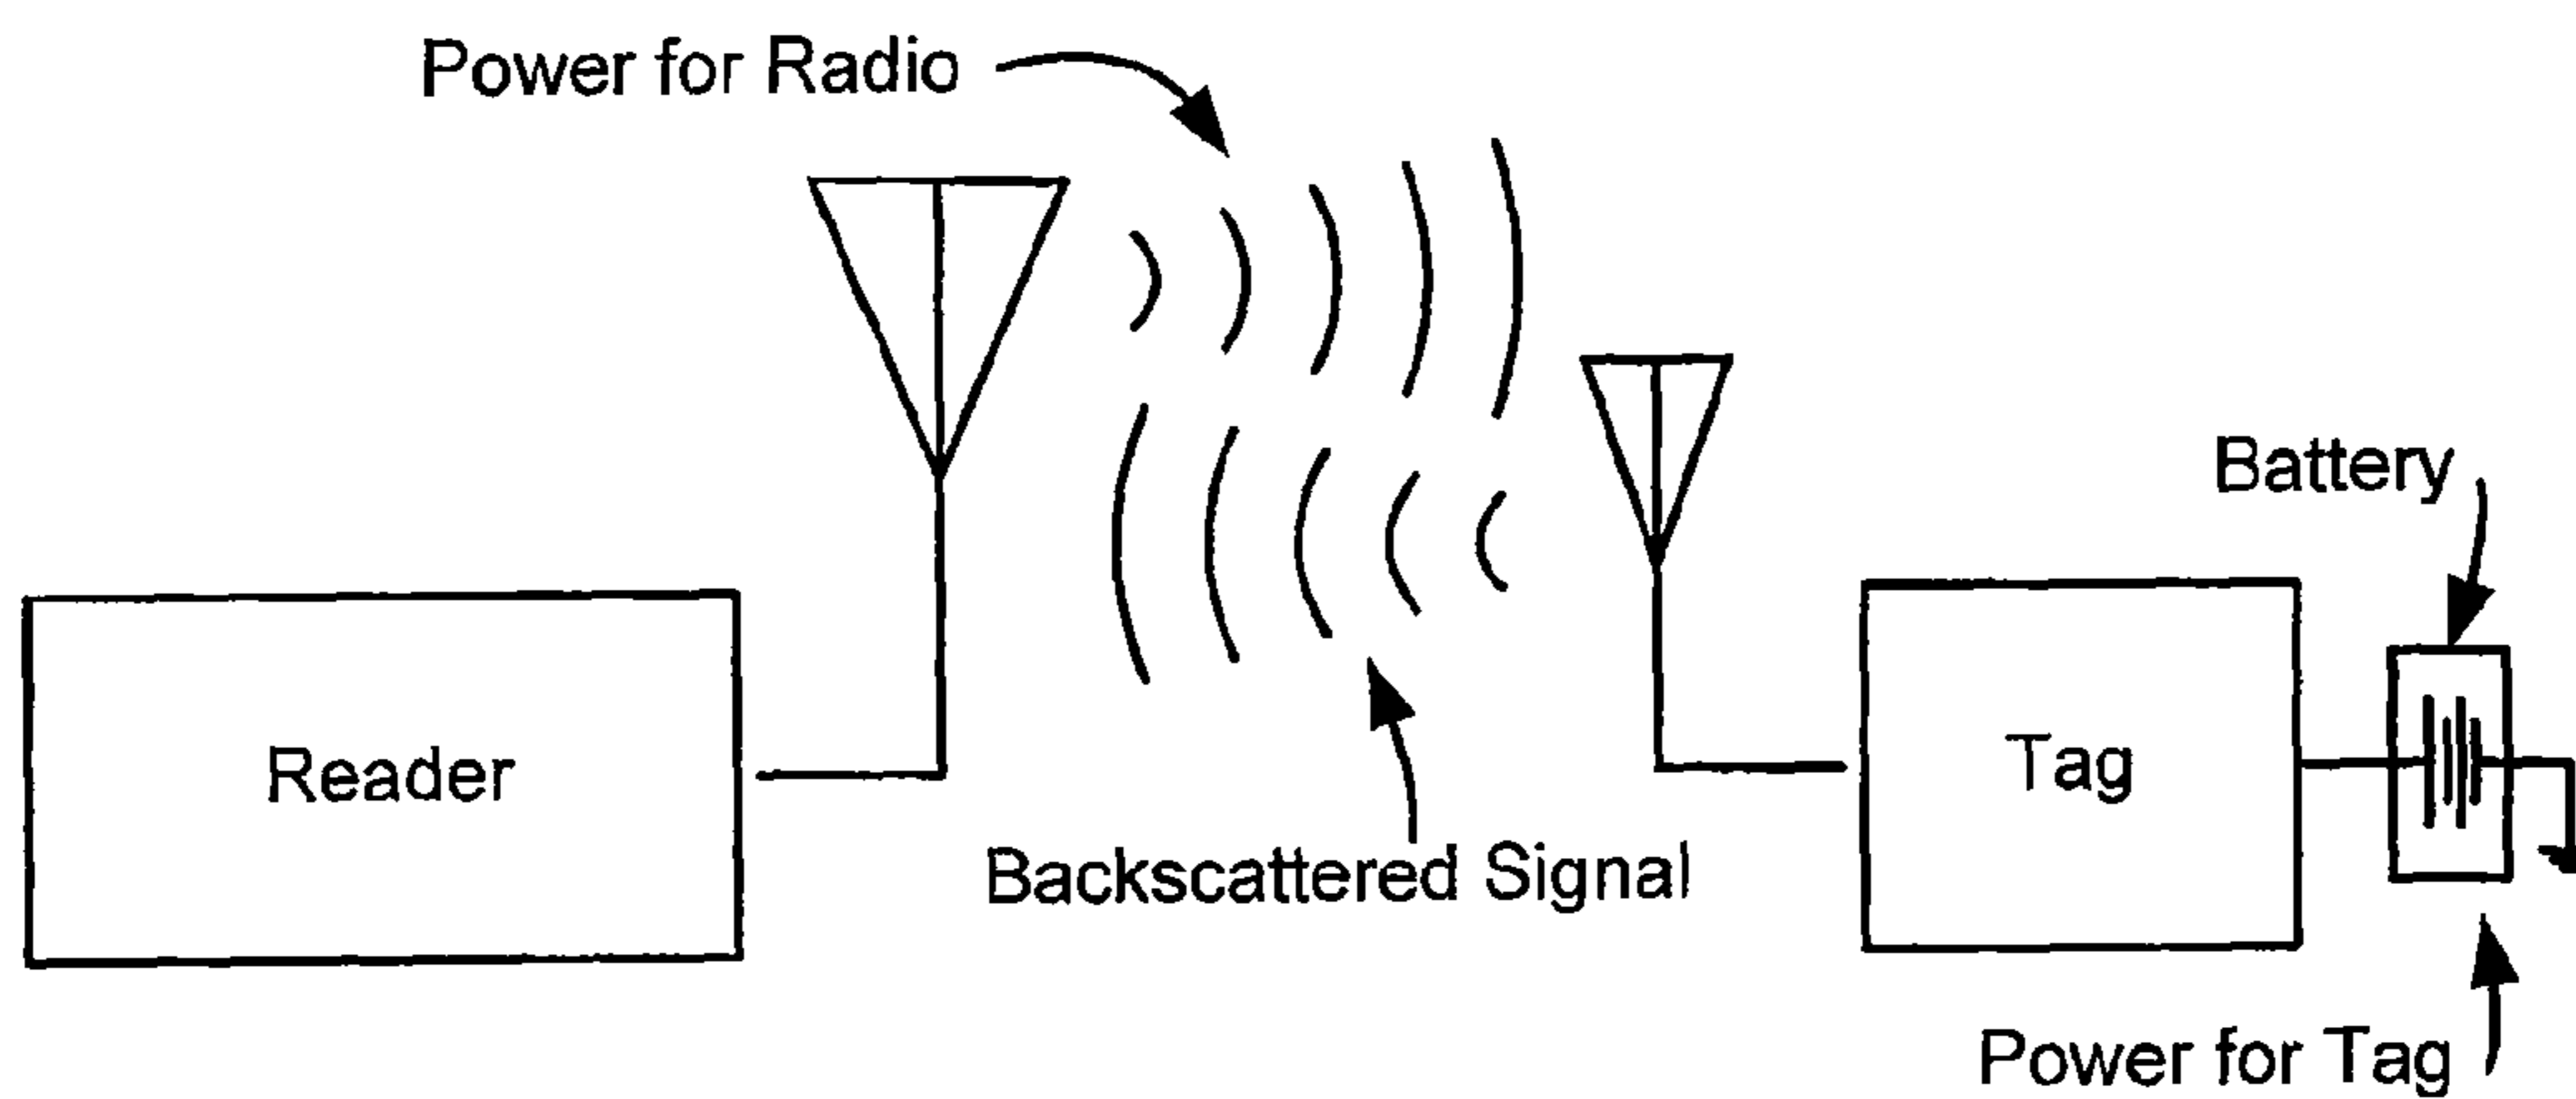 Power for Radio
Battery
Reader
Tag
Backscattered Signal
Power for Tag